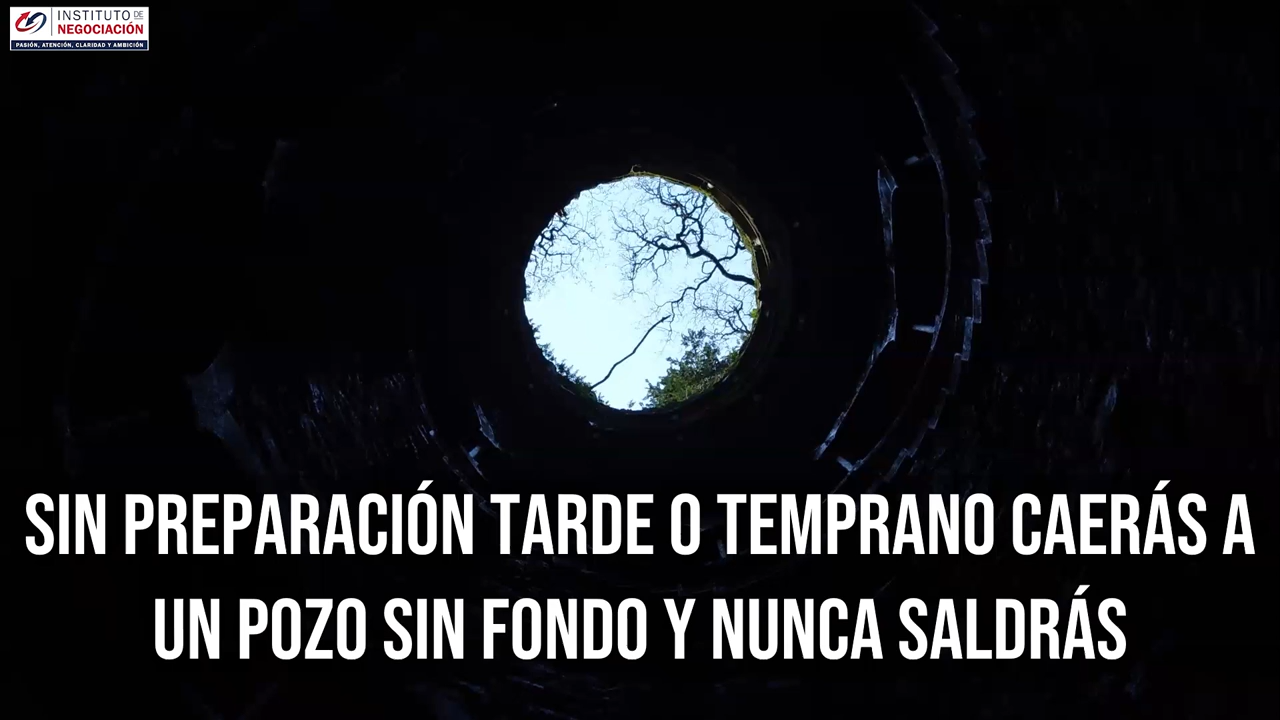 INSTITUTO DE
NEGOCIACIÓN
PASIÓN, ATENCIÓN, CLARIDAD Y AMBICIÓN
SIN PREPARACIÓN TARDE O TEMPRANO CAERÁS A
UN POZO SIN FONDO Y NUNCA SALDRÁS